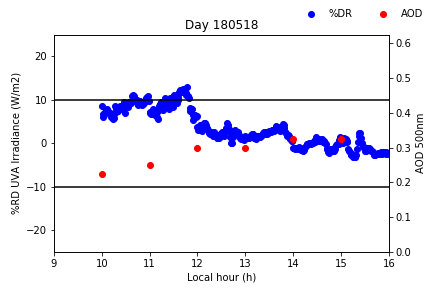 %DR AOD
Day 180518
%RD UVA Irradiance (W/m2)
20
10
0
−10
−20
0.6
0.5
0.4
0.3
0.2
0.1
0.0
AOD 500nm
9 10 11 12 13 14 15 16
Local hour (h)